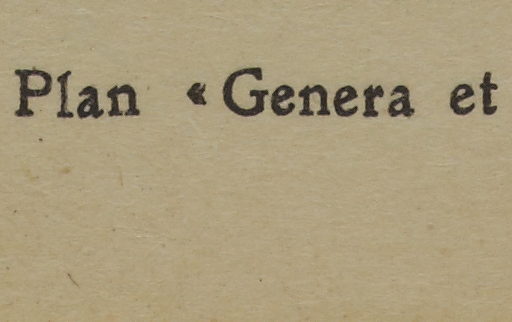 Plan « Genera et